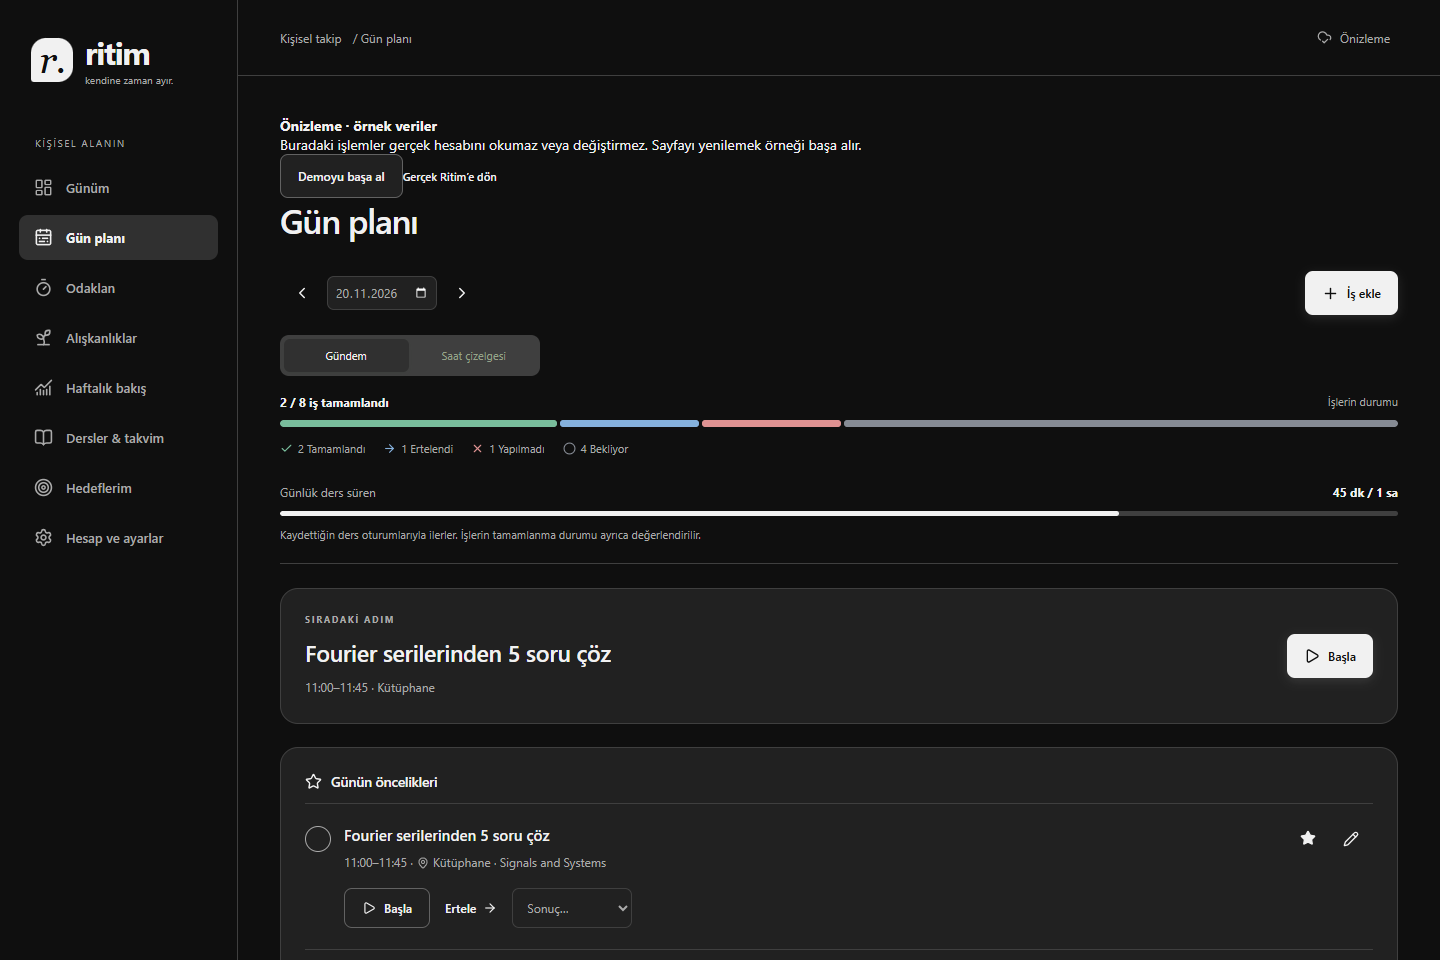 r.
ritim
kendine zaman ayır.
KİŞİSEL ALANIN
Günüm
Gün planı
Odaklan
Alışkanlıklar
Haftalık bakış
Dersler & takvim
Hedeflerim
Hesap ve ayarlar
Kişisel takip / Gün planı
Önizleme
Önizleme · örnek veriler
Buradaki işlemler gerçek hesabını okumaz veya değiştirmez. Sayfayı yenilemek örneği başa alır.
Demoyu başa al Gerçek Ritim'e dön
Gün planı
20.11.2026
İş ekle
Gündem Saat çizelgesi
2 / 8 iş tamamlandı İşlerin durumu
2 Tamamlandı 1 Ertelendi 1 Yapılmadı 4 Bekliyor
Günlük ders süren 45 dk / 1 sa
Kaydettiğin ders oturumlarıyla ilerler. İşlerin tamamlanma durumu ayrıca değerlendirilir.
SIRADAKİ ADIM
Fourier serilerinden 5 soru çöz
11:00–11:45 · Kütüphane
Başla
Günün öncelikleri
Fourier serilerinden 5 soru çöz
11:00–11:45 · Kütüphane · Signals and Systems
Başla Ertele Sonuç...